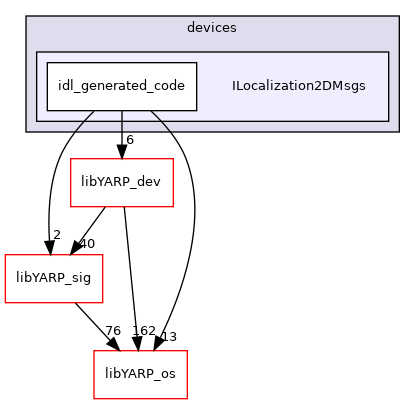 devices
idl_generated_code
ILocalization2DMsgs
6
libYARP_dev
2
40
libYARP_sig
76
162
13
libYARP_os